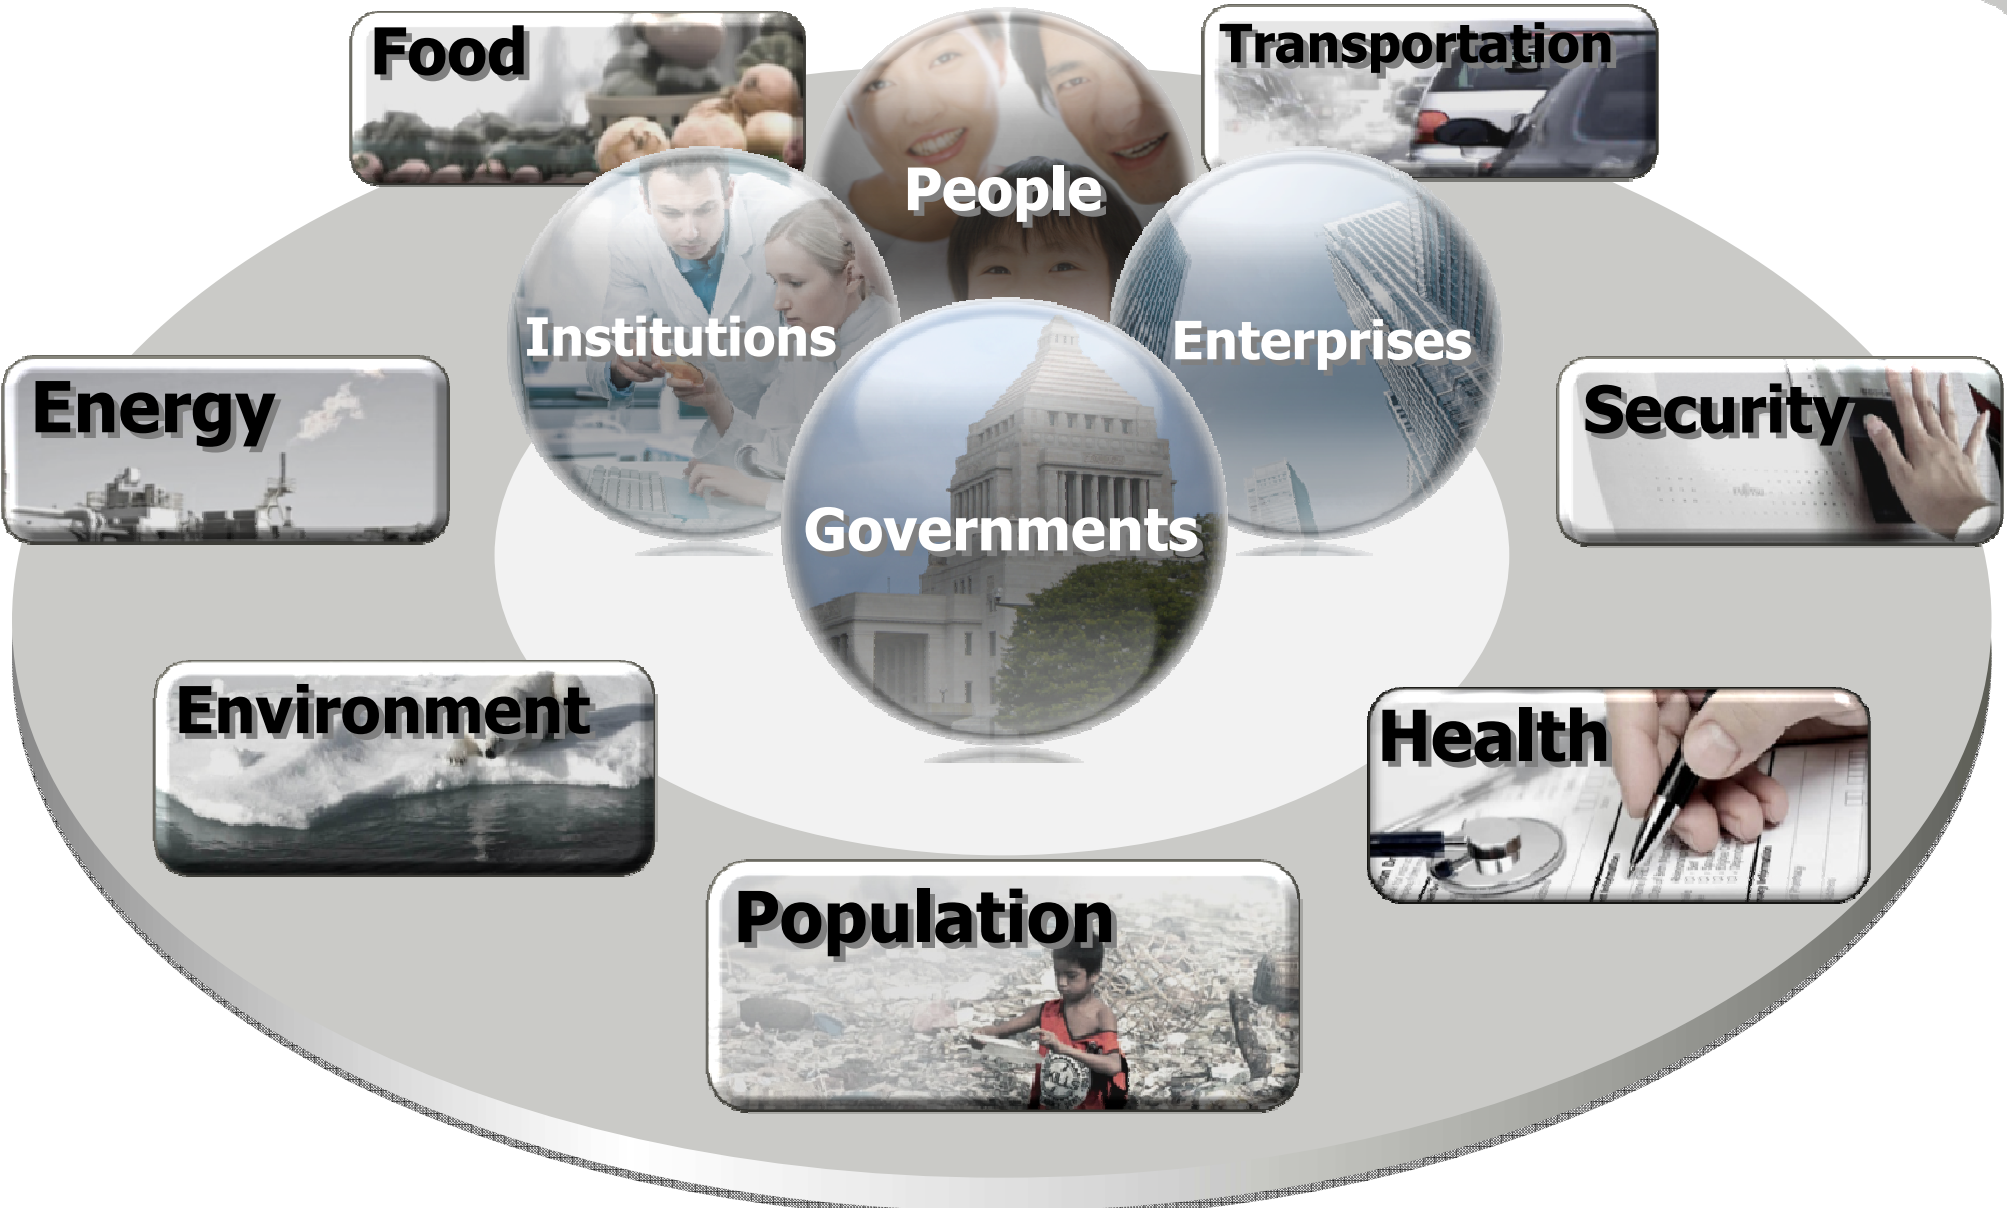 Food
Transportation
People
Institutions
Enterprises
Energy
Security
Governments
Environment
Health
Population